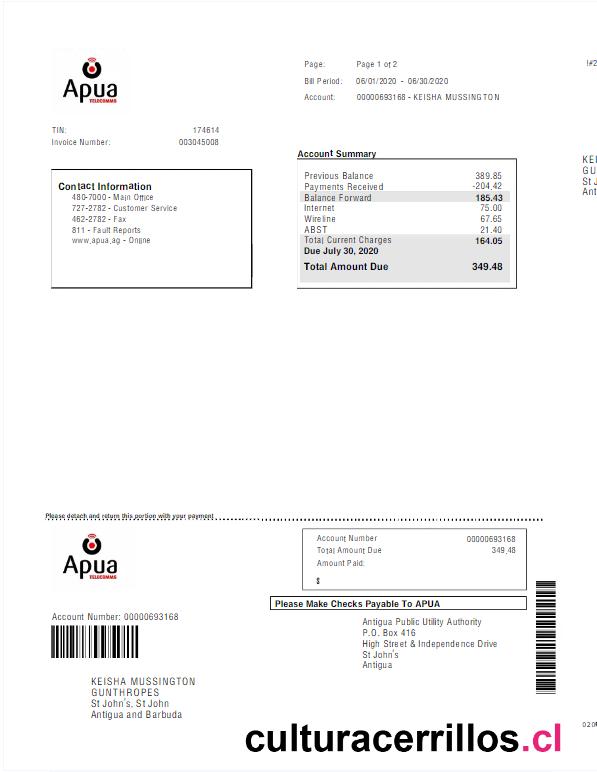 Apua
TELECOMMS
Page: Page 1 of 2
Bill Period: 06/01/2020 - 06/30/2020
Account: 00000693168 - KEISHA MUSSINGTON
!#2
TIN: 174614
Invoice Number: 003045008
Contact Information
480-7000 - Main Office
727-2782 - Customer Service
462-2782 - Fax
811 - Fault Reports
www.apua.ag - Online
Account Summary
Previous Balance 389.85
Payments Received -204.42
Balance Forward 185.43
Internet 75.00
Wireline 67.65
ABST 21.40
Total Current Charges 164.05
Due July 30, 2020
Total Amount Due 349.48
KEI
GU
St J
Ant
Please detach and return this portion with your payment
Apua
TELECOMMS
Account Number 00000693168
Total Amount Due 349.48
Amount Paid:
$
Please Make Checks Payable To APUA
Account Number: 00000693168
Antigua Public Utility Authority
P.O. Box 416
High Street & Independence Drive
St John's
Antigua
KEISHA MUSSINGTON
GUNTHROPES
St John's, St John
Antigua and Barbuda
culturacerrillos.cl